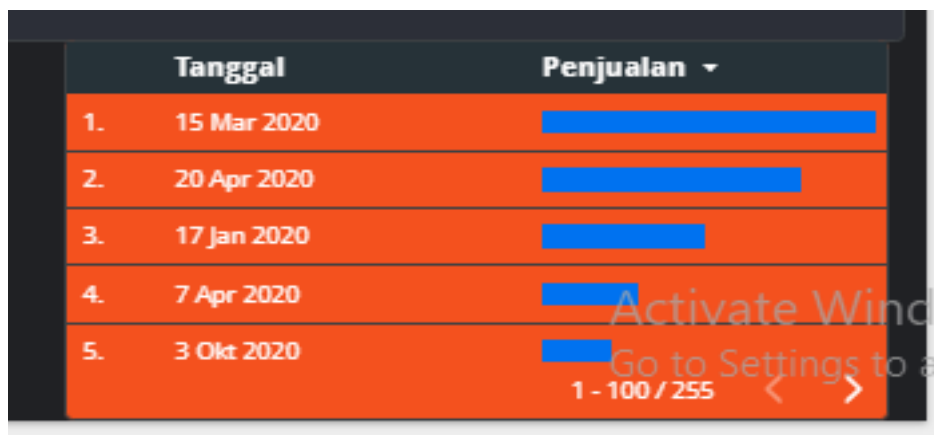 Tanggal Penjualan
1. 15 Mar 2020
2. 20 Apr 2020
3. 17 Jan 2020
4. 7 Apr 2020
Activate Wind
5. 3 Okt 2020
Go to Settings to a
1 - 100 / 255